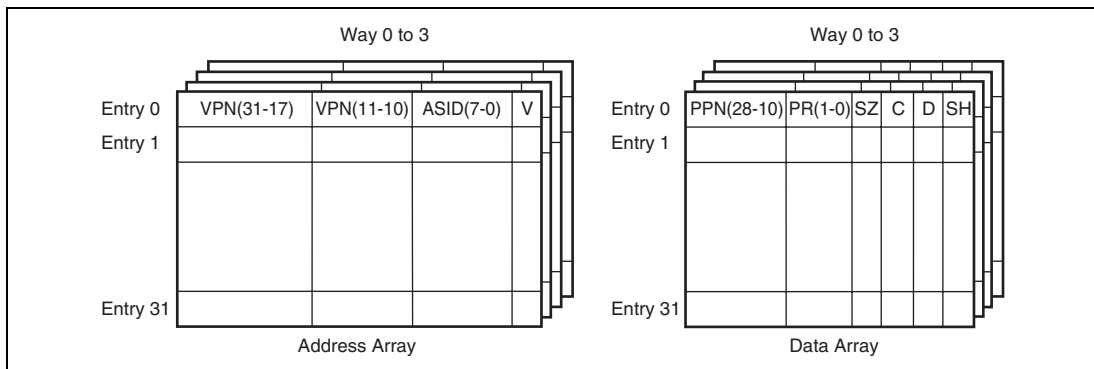 Way 0 to 3
Way 0 to 3
Entry 0
VPN(31-17) VPN(11-10) ASID(7-0) V
Entry 1
Entry 31
Address Array
Entry 0
PPN(28-10) PR(1-0) SZ C D SH
Entry 1
Entry 31
Data Array